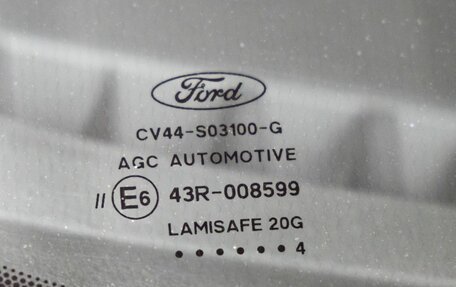 Ford
CV44-S03100-G
AGC AUTOMOTIVE
II E6 43R-008599
LAMISAFE 20G
• • • • • • 4